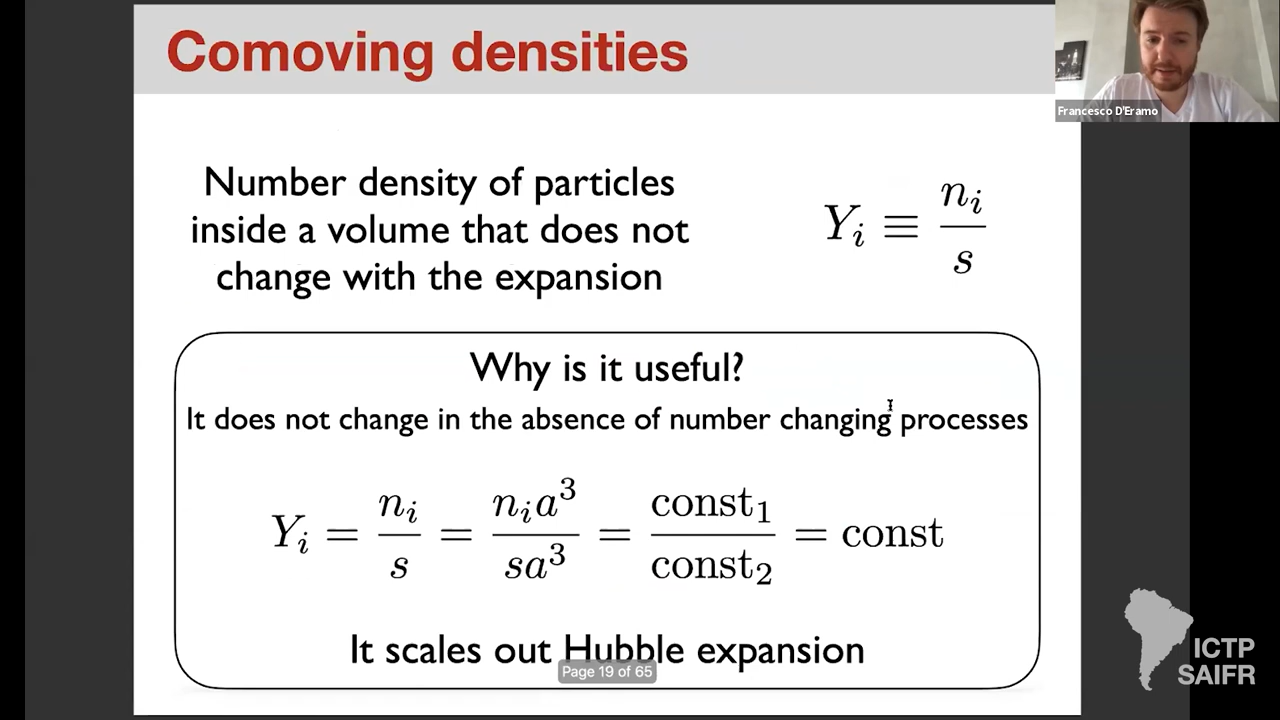 Comoving densities
Francesco D'Eramo
Number density of particles
inside a volume that does not
change with the expansion
Y_i ≡ n_i / s
Why is it useful?
It does not change in the absence of number changing processes
Y_i = n_i / s = n_i a^3 / s a^3 = const_1 / const_2 = const
It scales out Hubble expansion
Page 19 of 65
ICTP
SAIFR